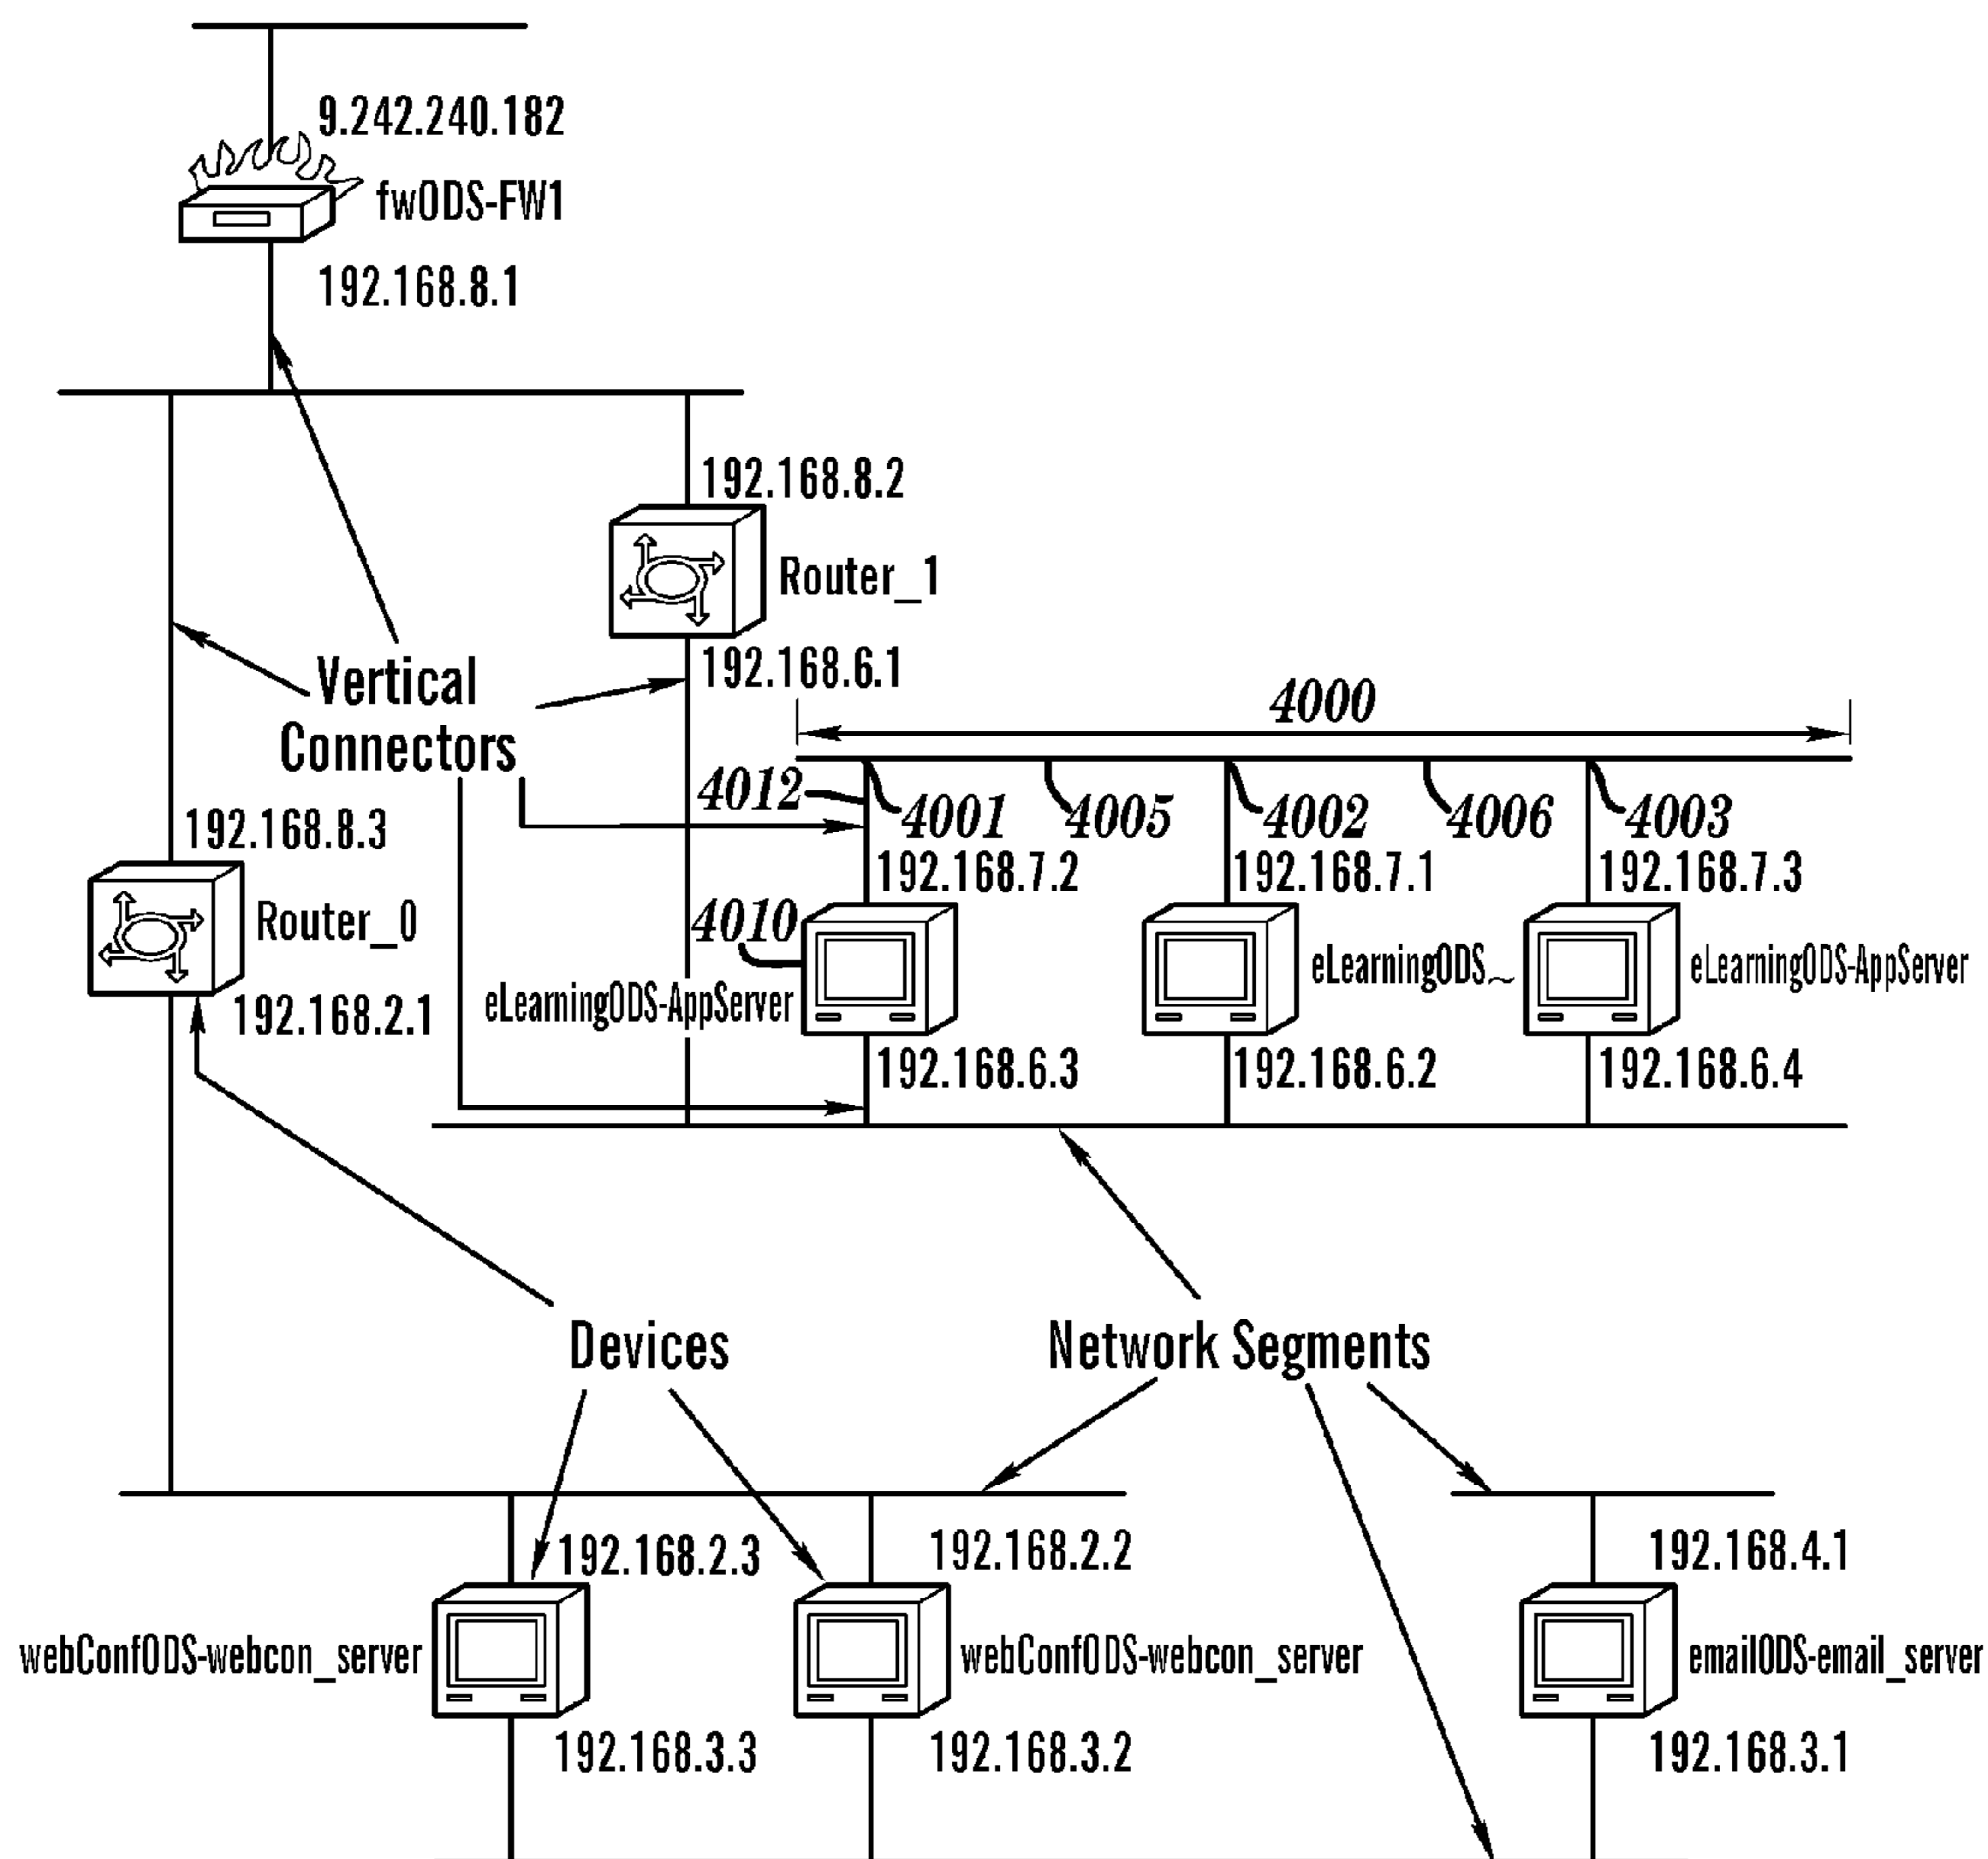 9.242.240.182
fwODS-FW1
192.168.8.1
192.168.8.2
Router_1
192.168.6.1
Vertical
Connectors
4000
4012
4001
4005
4002
4006
4003
192.168.8.3
192.168.7.2
192.168.7.1
192.168.7.3
Router_0
4010
eLearningODS-AppServer
eLearningODS~
eLearningODS-AppServer
192.168.2.1
192.168.6.3
192.168.6.2
192.168.6.4
Devices
Network Segments
192.168.2.3
192.168.2.2
192.168.4.1
webConfODS-webcon_server
webConfODS-webcon_server
emailODS-email_server
192.168.3.3
192.168.3.2
192.168.3.1